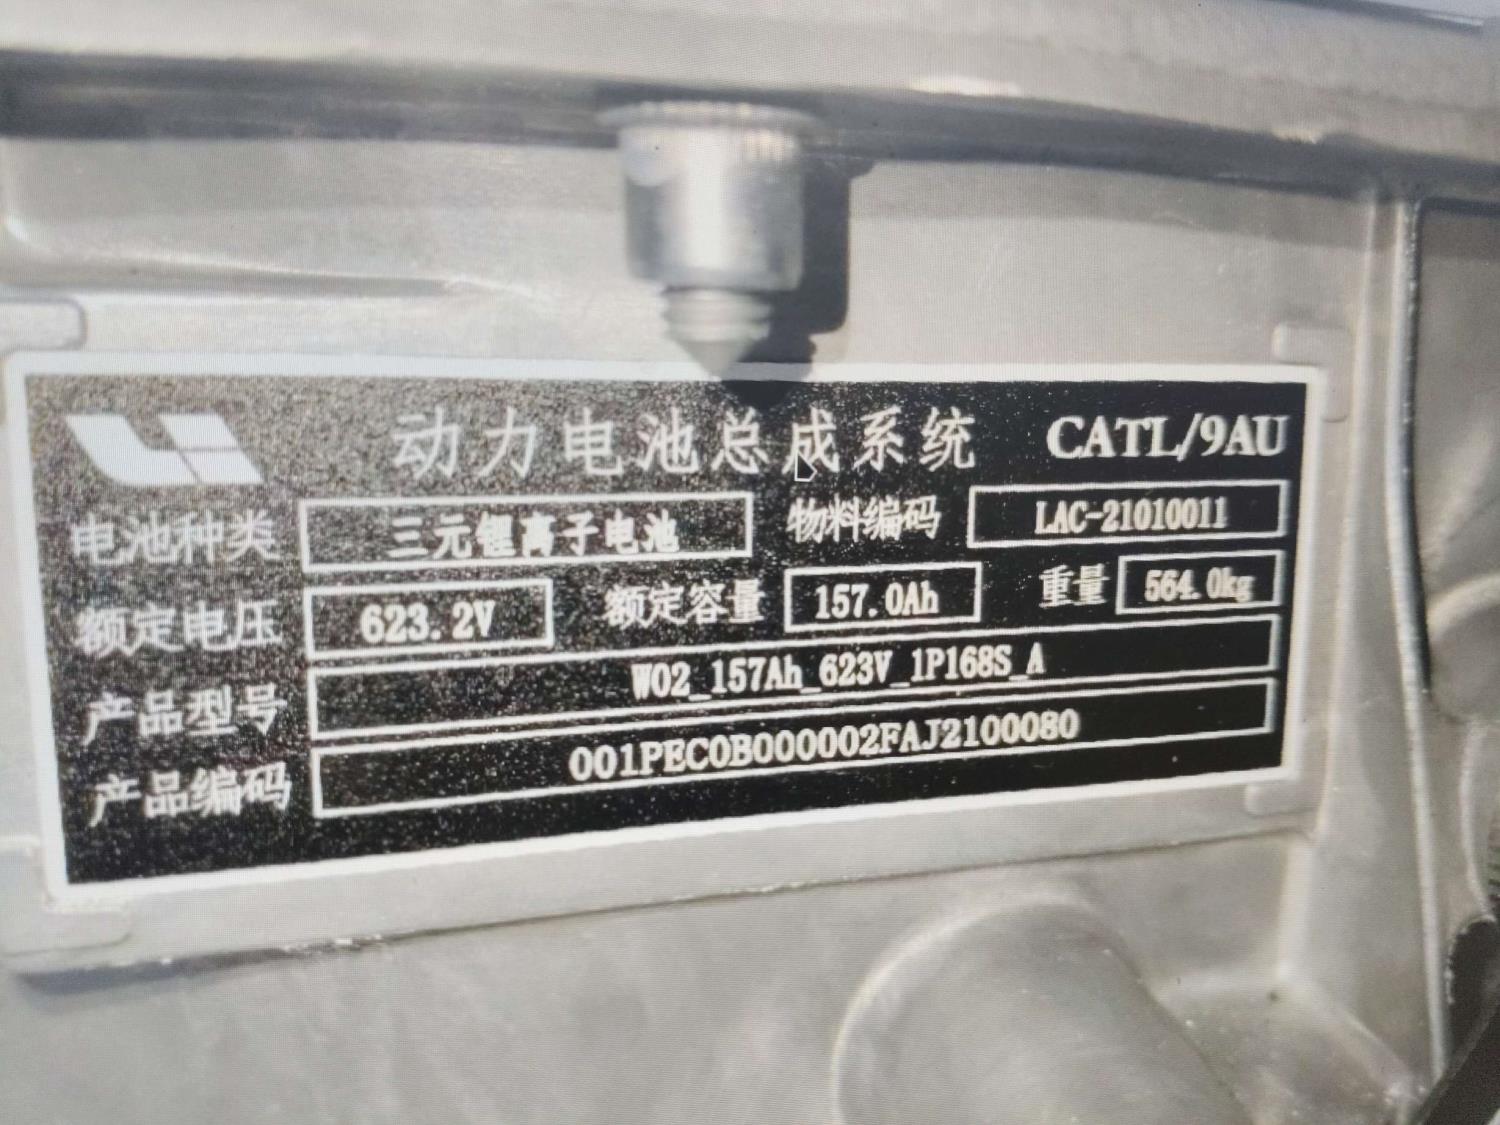 动力电池总成系统 CATL/9AU
电池种类 三元锂离子电池 物料编码 LAC-21010011
额定电压 623.2V 额定容量 157.0Ah 重量 564.0kg
产品型号 W02_157Ah_623V_1P168S_A
产品编码 001PEC0B000002FAJ2100080